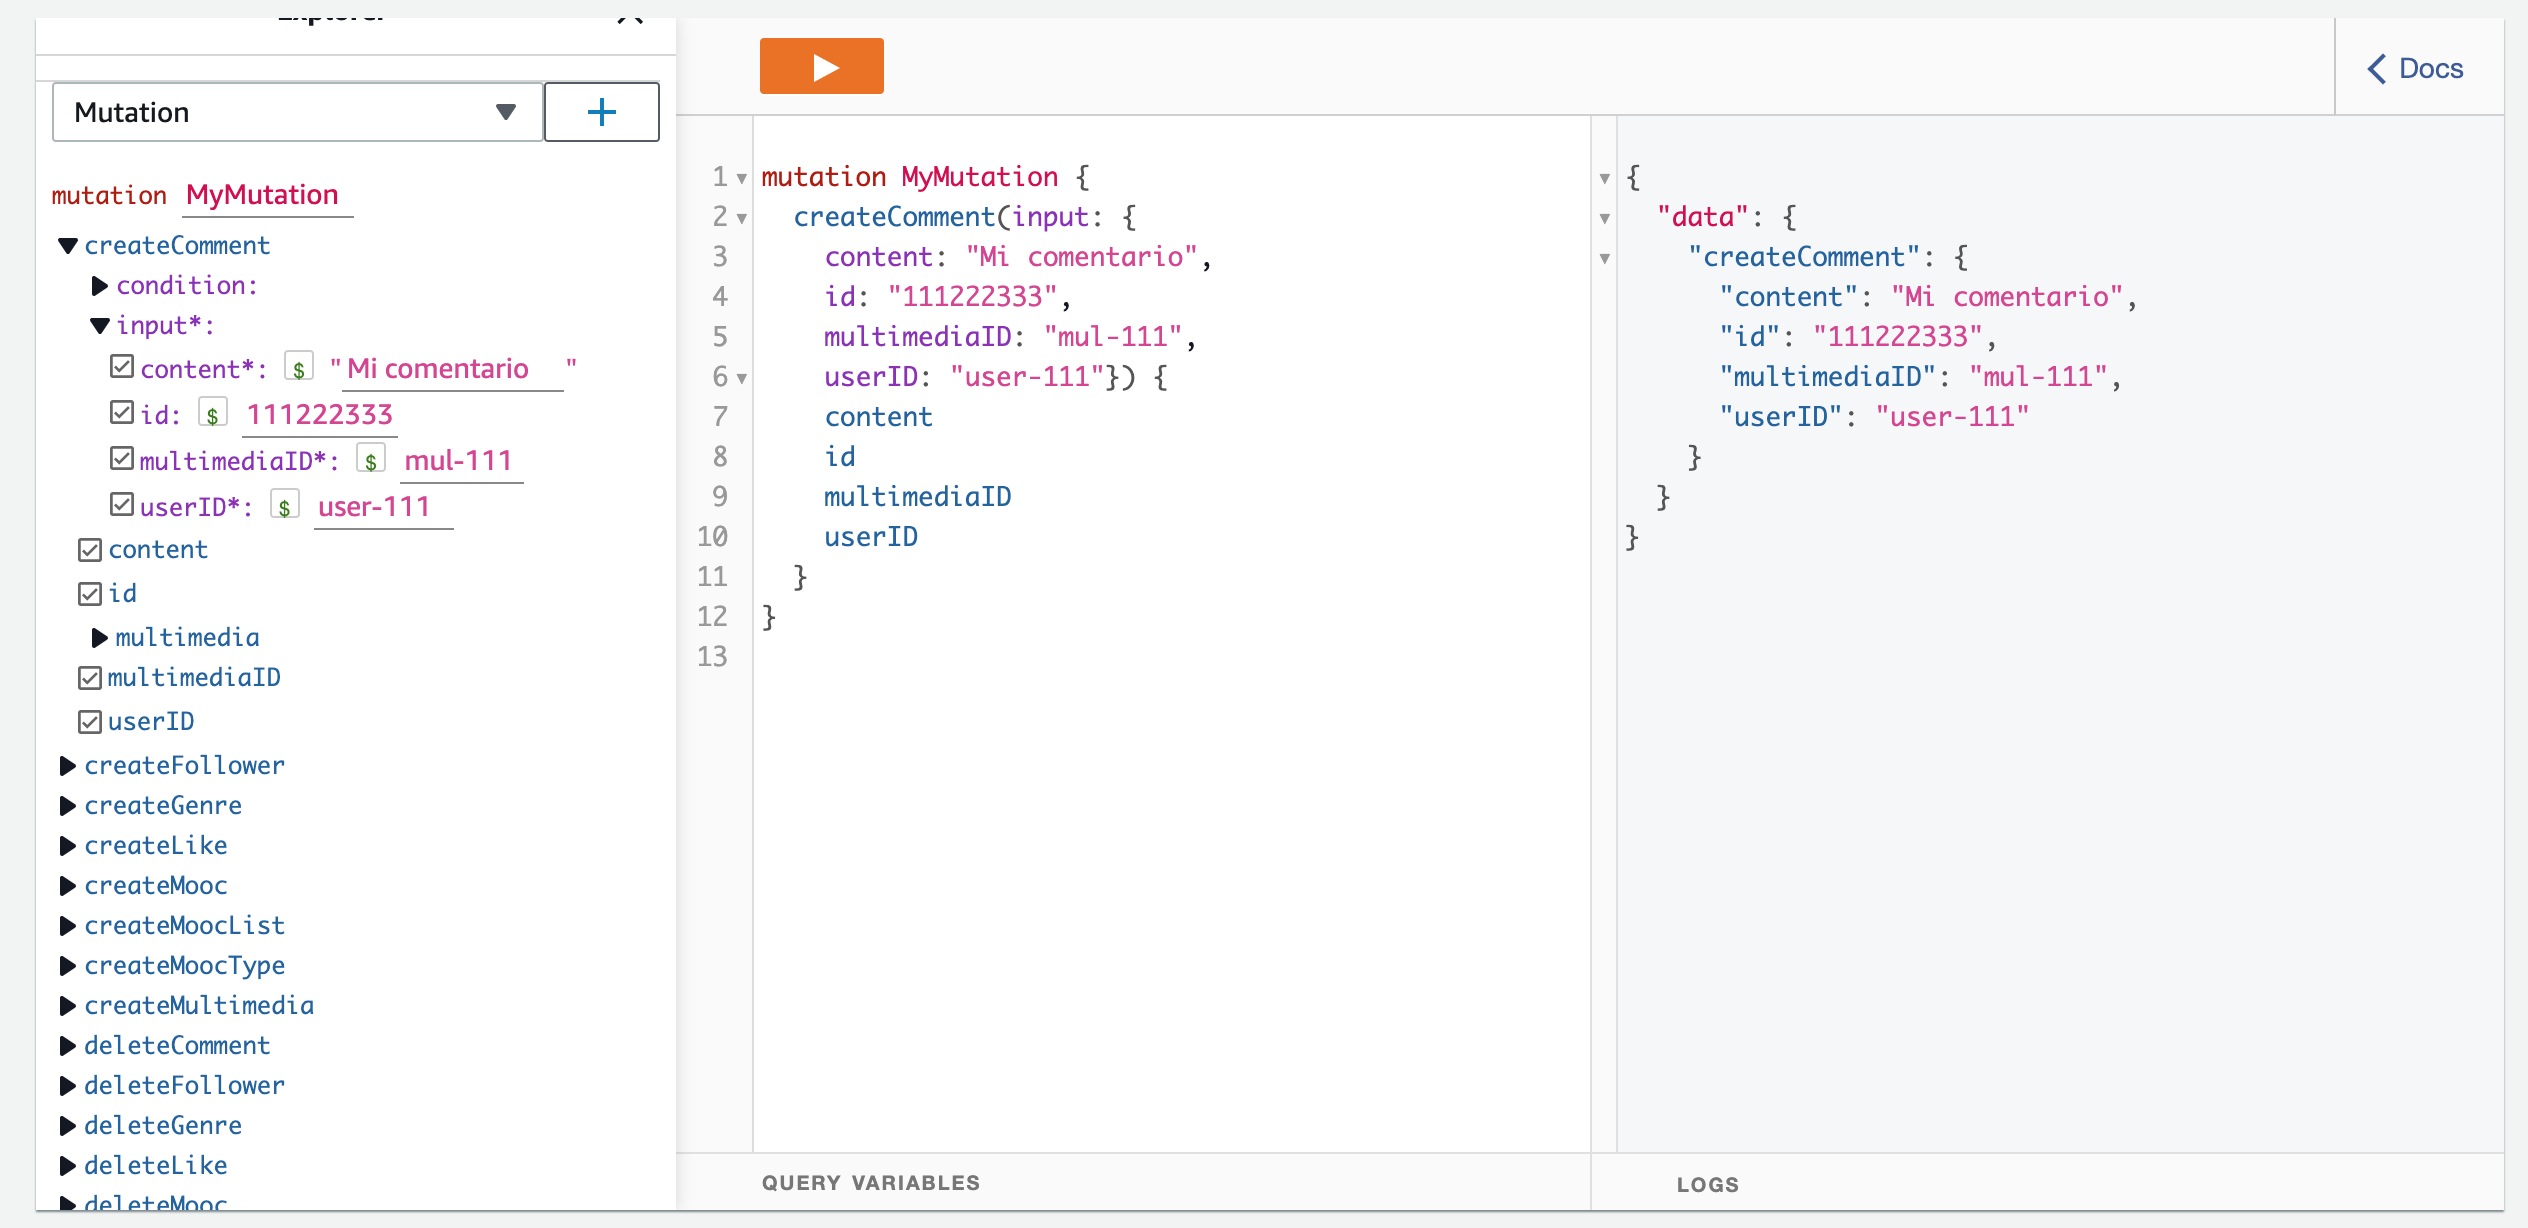 Explorer
Mutation
mutation MyMutation
createComment
condition:
input*:
content*: $ "Mi comentario"
id: $ 111222333
multimediaID*: $ mul-111
userID*: $ user-111
content
id
multimedia
multimediaID
userID
createFollower
createGenre
createLike
createMooc
createMoocList
createMoocType
createMultimedia
deleteComment
deleteFollower
deleteGenre
deleteLike
deleteMooc
Docs
1 mutation MyMutation {
2 createComment(input: {
3 content: "Mi comentario",
4 id: "111222333",
5 multimediaID: "mul-111",
6 userID: "user-111"}) {
7 content
8 id
9 multimediaID
10 userID
11 }
12 }
13
QUERY VARIABLES
{
"data": {
"createComment": {
"content": "Mi comentario",
"id": "111222333",
"multimediaID": "mul-111",
"userID": "user-111"
}
}
}
LOGS